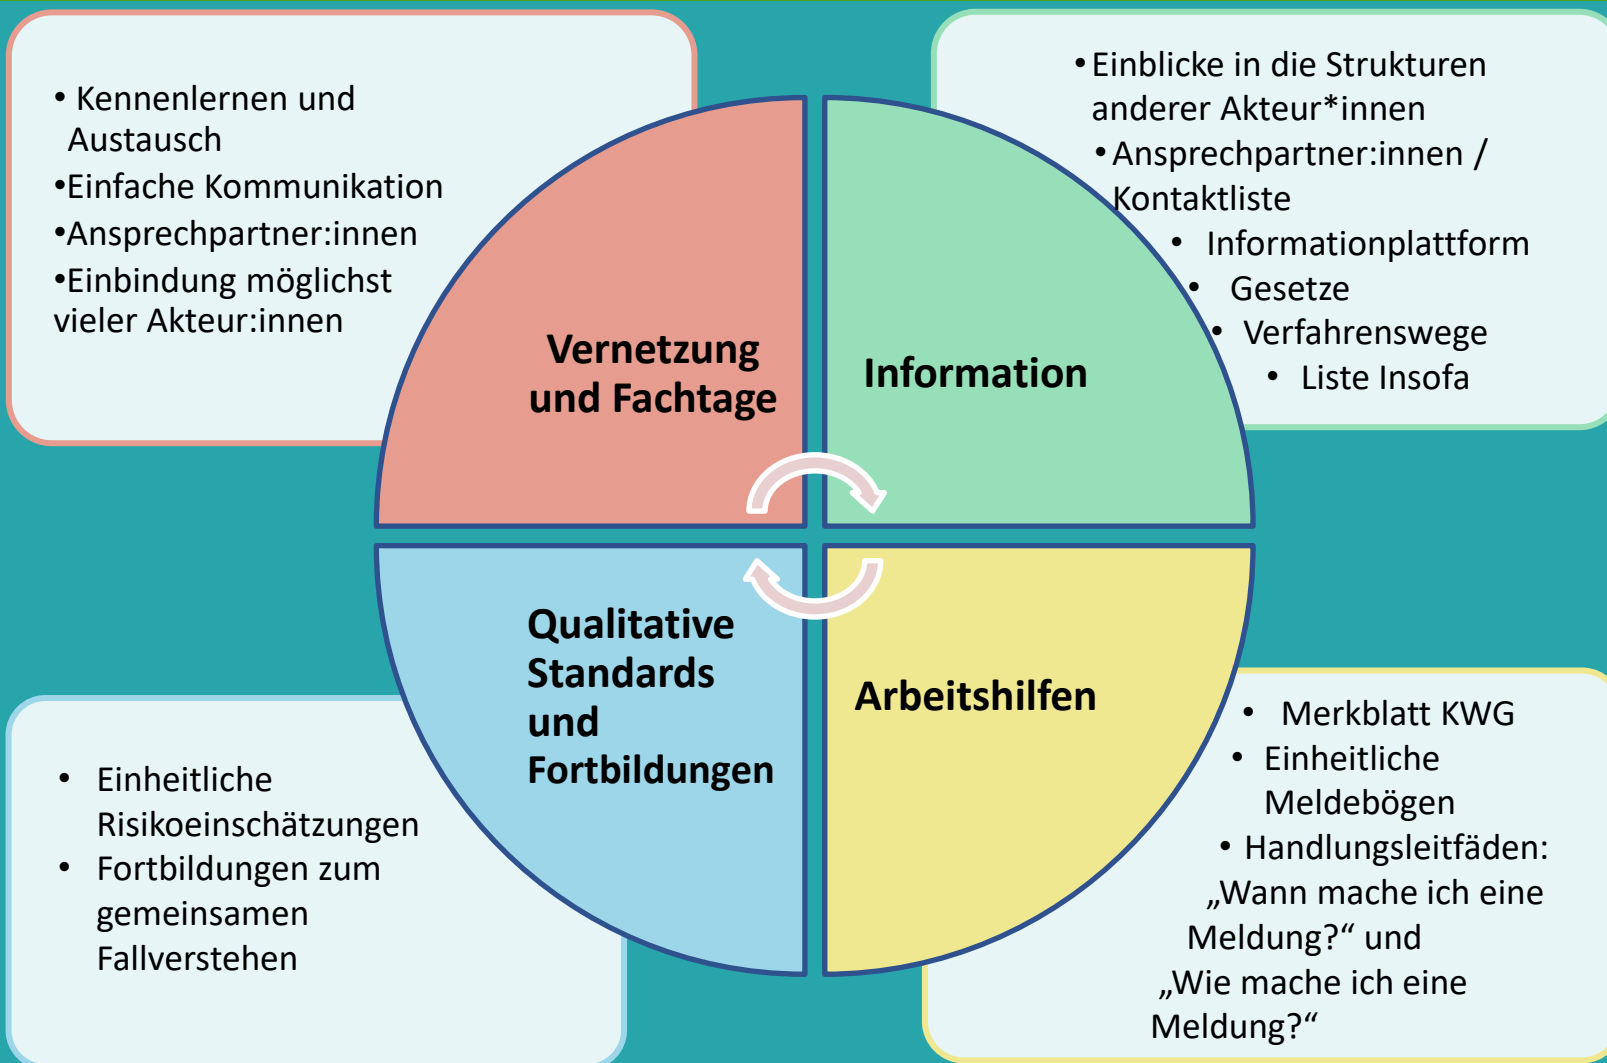 • Kennenlernen und
Austausch
•Einfache Kommunikation
•Ansprechpartner:innen
•Einbindung möglichst
vieler Akteur:innen
Vernetzung
und Fachtage
• Einblicke in die Strukturen
anderer Akteur*innen
• Ansprechpartner:innen /
Kontaktliste
• Informationplattform
• Gesetze
• Verfahrenswege
• Liste Insofa
Information
Qualitative
Standards
und
Fortbildungen
• Einheitliche
Risikoeinschätzungen
• Fortbildungen zum
gemeinsamen
Fallverstehen
Arbeitshilfen
• Merkblatt KWG
• Einheitliche
Meldebögen
• Handlungsleitfäden:
„Wann mache ich eine
Meldung?“ und
„Wie mache ich eine
Meldung?“